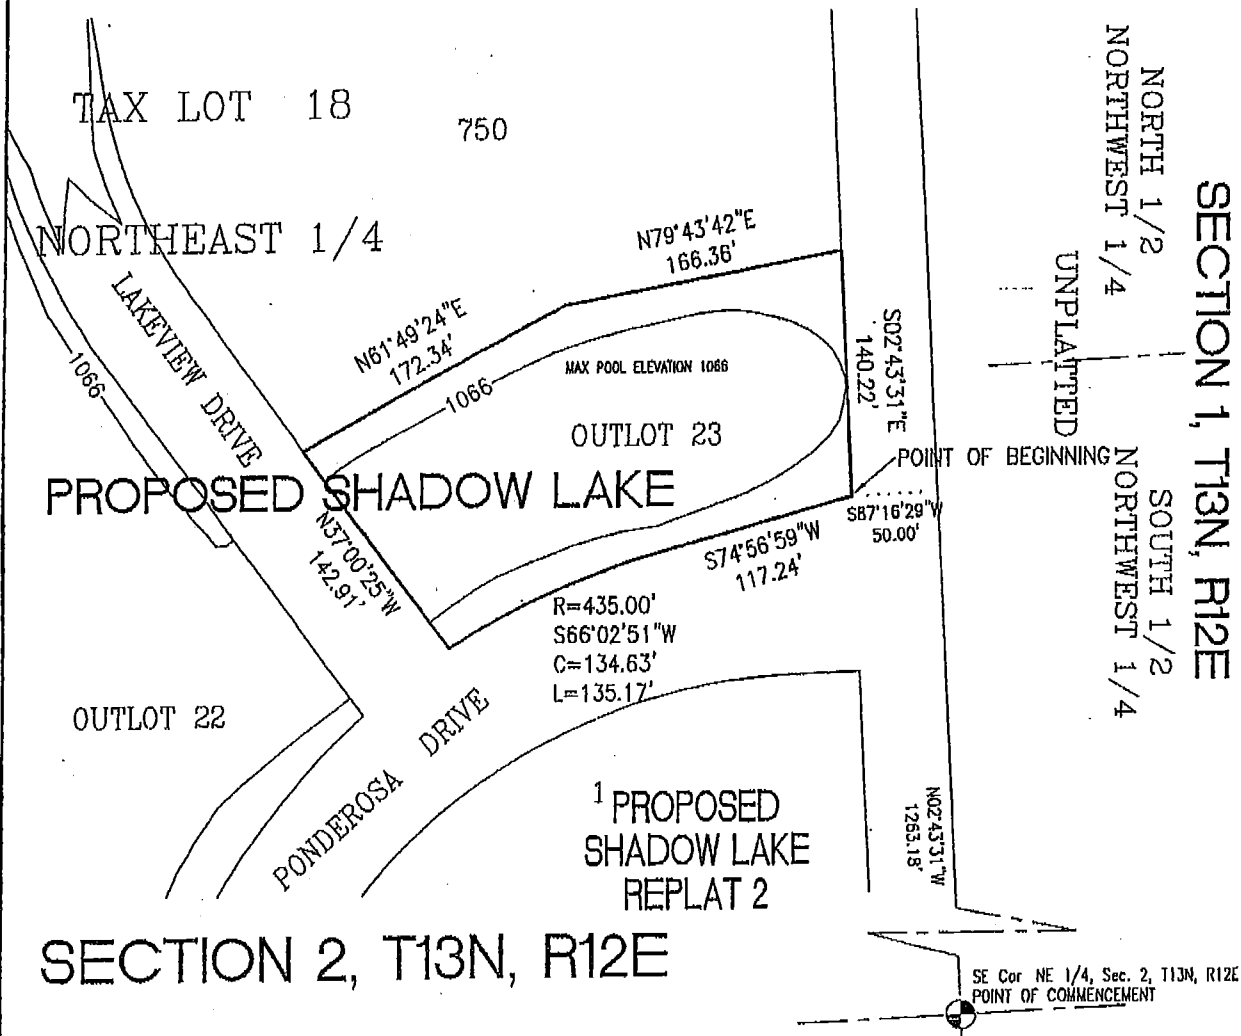 TAX LOT 18
750
NORTHEAST 1/4
NORTH 1/2
NORTHWEST 1/4
SECTION 1, T13N, R12E
UNPLATTED
N79°43'42"E
166.36'
N61°49'24"E
172.34'
LAKEVIEW DRIVE
1066
1066
MAX POOL ELEVATION 1066
OUTLOT 23
S02°43'31"E
140.22'
POINT OF BEGINNING
PROPOSED SHADOW LAKE
S87°16'29"W
50.00'
SOUTH 1/2
NORTHWEST 1/4
N37°00'25"W
142.91'
S74°56'59"W
117.24'
R=435.00'
S66°02'51"W
C=134.63'
L=135.17'
OUTLOT 22
PONDEROSA DRIVE
1
PROPOSED
SHADOW LAKE
REPLAT 2
N02°43'31"W
1263.18'
SECTION 2, T13N, R12E
SE Cor NE 1/4, Sec. 2, T13N, R12E
POINT OF COMMENCEMENT